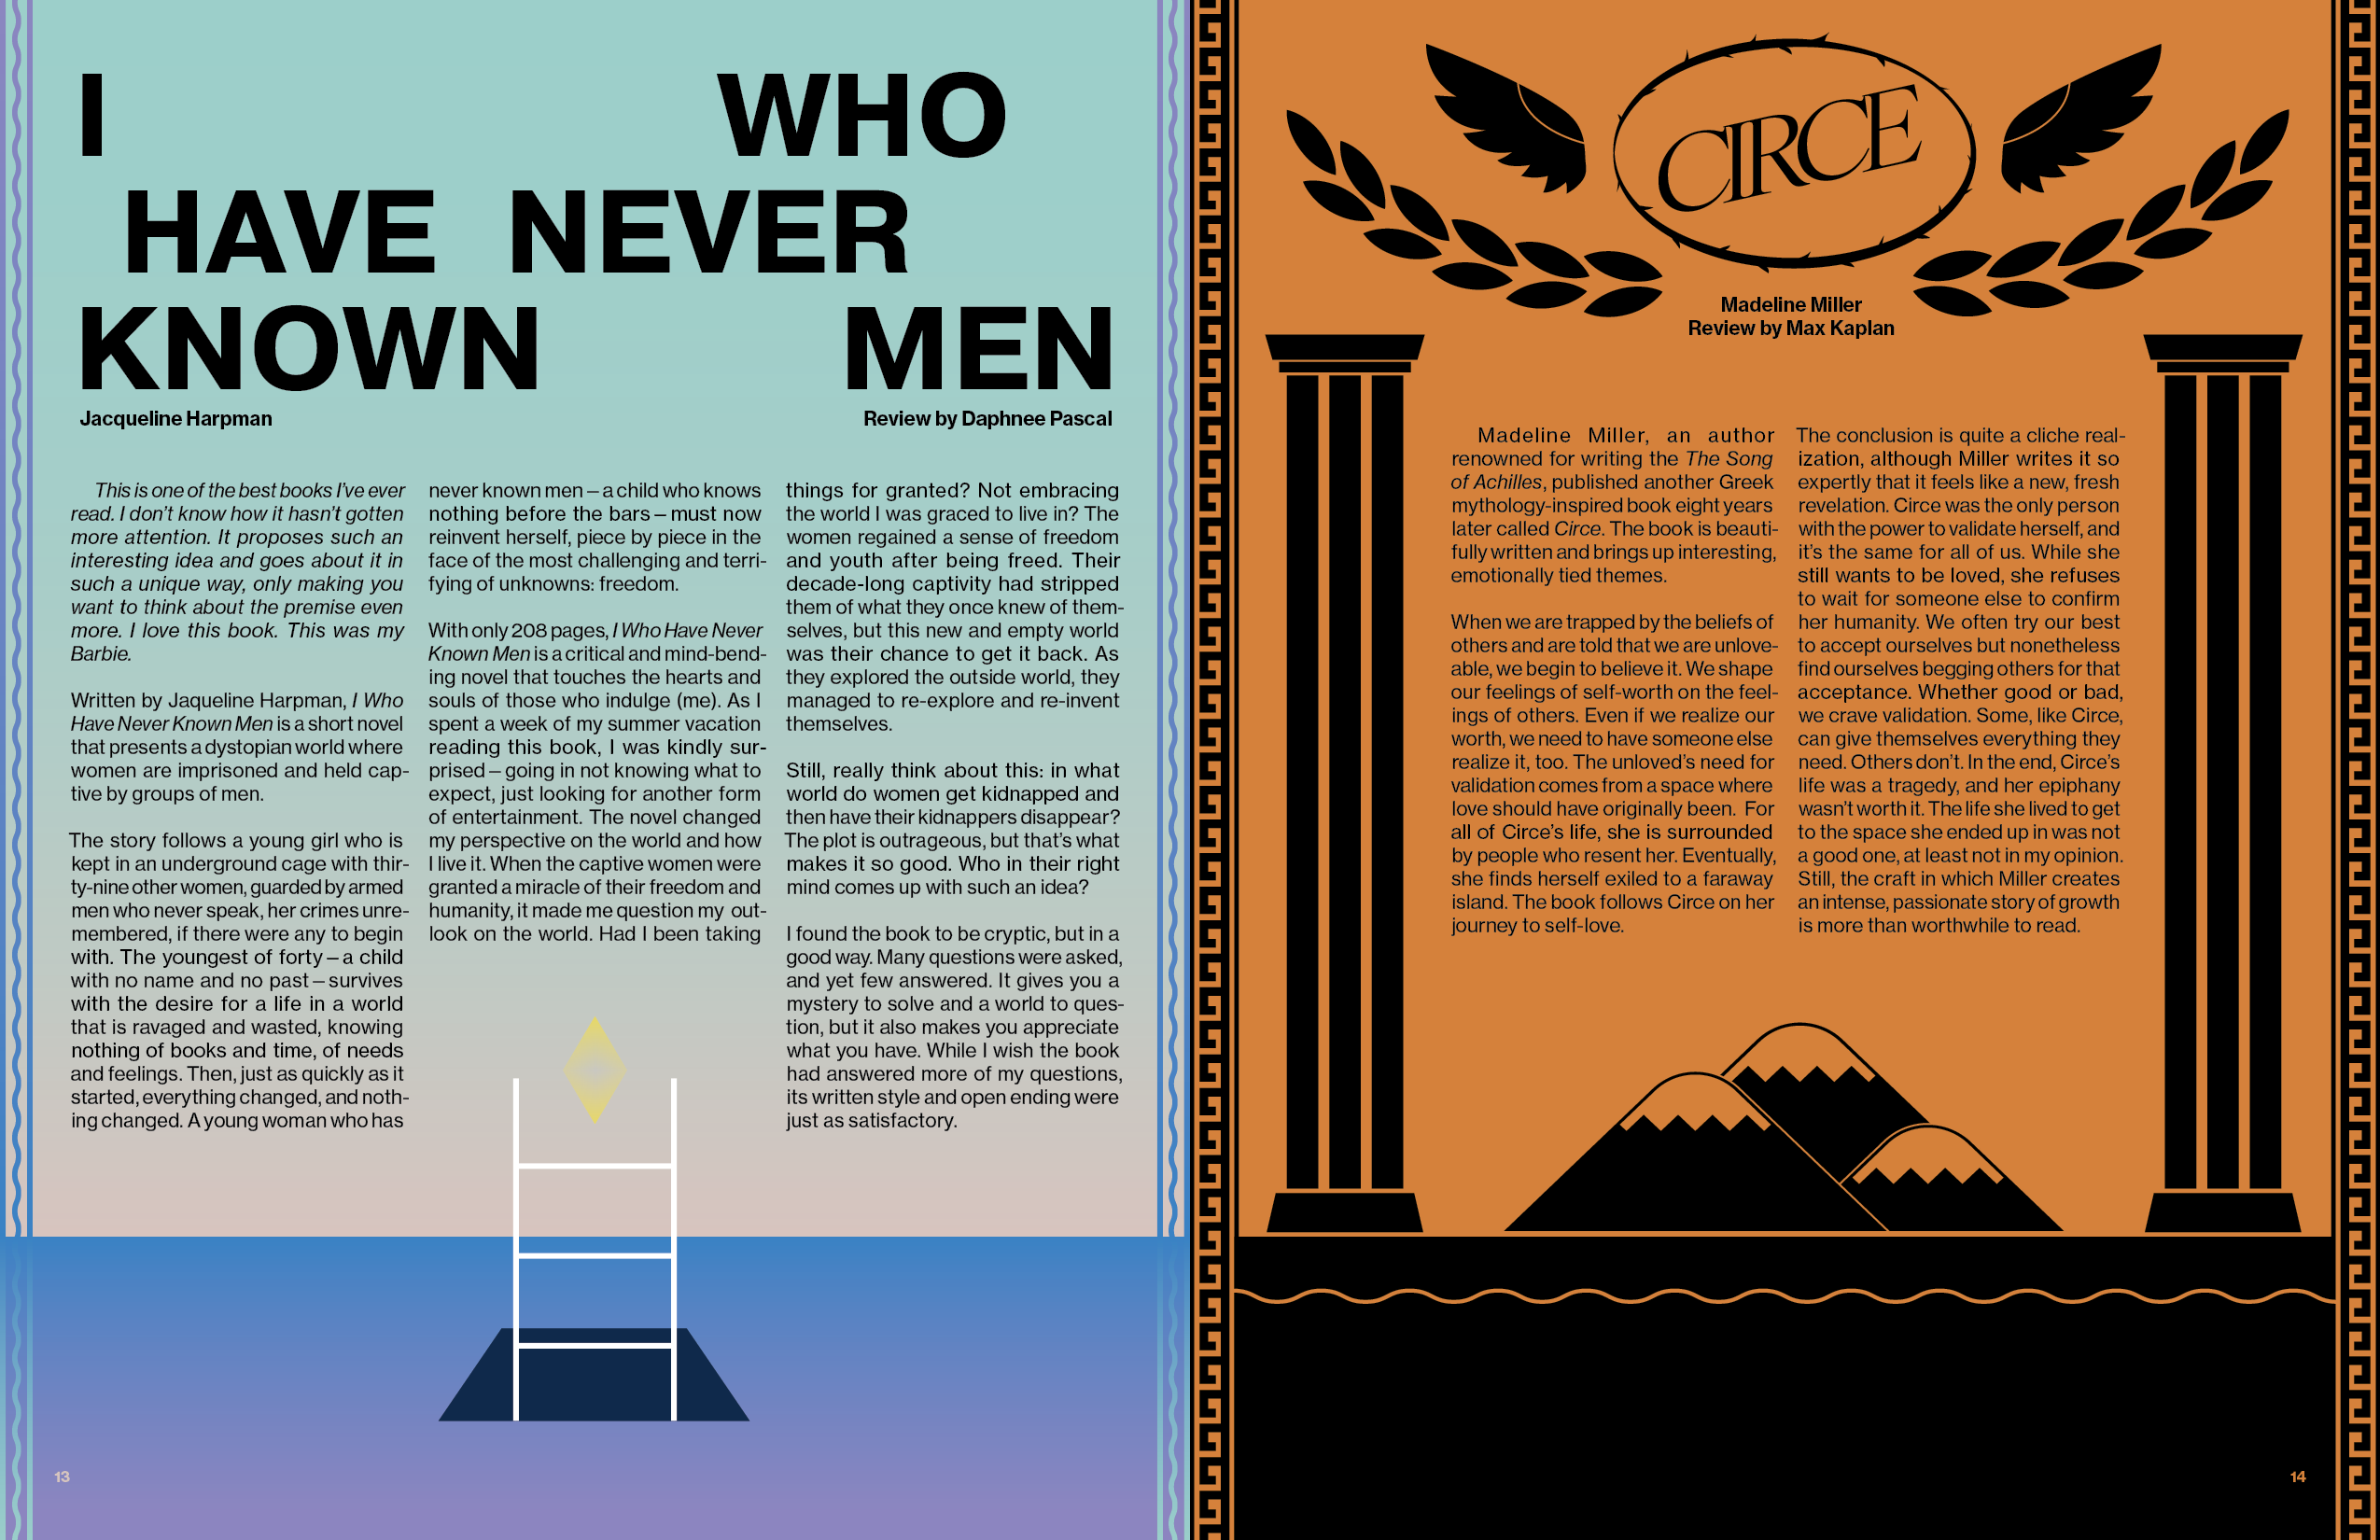 I WHO
HAVE NEVER
KNOWN MEN
Jacqueline Harpman
Review by Daphnee Pascal
This is one of the best books I've ever
read. I don't know how it hasn't gotten
more attention. It proposes such an
interesting idea and goes about it in
such a unique way, only making you
want to think about the premise even
more. I love this book. This was my
Barbie.
Written by Jaqueline Harpman, I Who
Have Never Known Men is a short novel
that presents a dystopian world where
women are imprisoned and held cap-
tive by groups of men.
The story follows a young girl who is
kept in an underground cage with thir-
ty-nine other women, guarded by armed
men who never speak, her crimes unre-
membered, if there were any to begin
with. The youngest of forty – a child
with no name and no past – survives
with the desire for a life in a world
that is ravaged and wasted, knowing
nothing of books and time, of needs
and feelings. Then, just as quickly as it
started, everything changed, and noth-
ing changed. A young woman who has
never known men – a child who knows
nothing before the bars – must now
reinvent herself, piece by piece in the
face of the most challenging and terri-
fying of unknowns: freedom.
With only 208 pages, I Who Have Never
Known Men is a critical and mind-bend-
ing novel that touches the hearts and
souls of those who indulge (me). As I
spent a week of my summer vacation
reading this book, I was kindly sur-
prised – going in not knowing what to
expect, just looking for another form
of entertainment. The novel changed
my perspective on the world and how
I live it. When the captive women were
granted a miracle of their freedom and
humanity, it made me question my out-
look on the world. Had I been taking
things for granted? Not embracing
the world I was graced to live in? The
women regained a sense of freedom
and youth after being freed. Their
decade-long captivity had stripped
them of what they once knew of them-
selves, but this new and empty world
was their chance to get it back. As
they explored the outside world, they
managed to re-explore and re-invent
themselves.
Still, really think about this: in what
world do women get kidnapped and
then have their kidnappers disappear?
The plot is outrageous, but that's what
makes it so good. Who in their right
mind comes up with such an idea?
I found the book to be cryptic, but in a
good way. Many questions were asked,
and yet few answered. It gives you a
mystery to solve and a world to ques-
tion, but it also makes you appreciate
what you have. While I wish the book
had answered more of my questions,
its written style and open ending were
just as satisfactory.
13
CIRCE
Madeline Miller
Review by Max Kaplan
Madeline Miller, an author
renowned for writing the The Song
of Achilles, published another Greek
mythology-inspired book eight years
later called Circe. The book is beauti-
fully written and brings up interesting,
emotionally tied themes.
When we are trapped by the beliefs of
others and are told that we are unlove-
able, we begin to believe it. We shape
our feelings of self-worth on the feel-
ings of others. Even if we realize our
worth, we need to have someone else
realize it, too. The unloved's need for
validation comes from a space where
love should have originally been. For
all of Circe's life, she is surrounded
by people who resent her. Eventually,
she finds herself exiled to a faraway
island. The book follows Circe on her
journey to self-love.
The conclusion is quite a cliche real-
ization, although Miller writes it so
expertly that it feels like a new, fresh
revelation. Circe was the only person
with the power to validate herself, and
it's the same for all of us. While she
still wants to be loved, she refuses
to wait for someone else to confirm
her humanity. We often try our best
to accept ourselves but nonetheless
find ourselves begging others for that
acceptance. Whether good or bad,
we crave validation. Some, like Circe,
can give themselves everything they
need. Others don't. In the end, Circe's
life was a tragedy, and her epiphany
wasn't worth it. The life she lived to get
to the space she ended up in was not
a good one, at least not in my opinion.
Still, the craft in which Miller creates
an intense, passionate story of growth
is more than worthwhile to read.
14